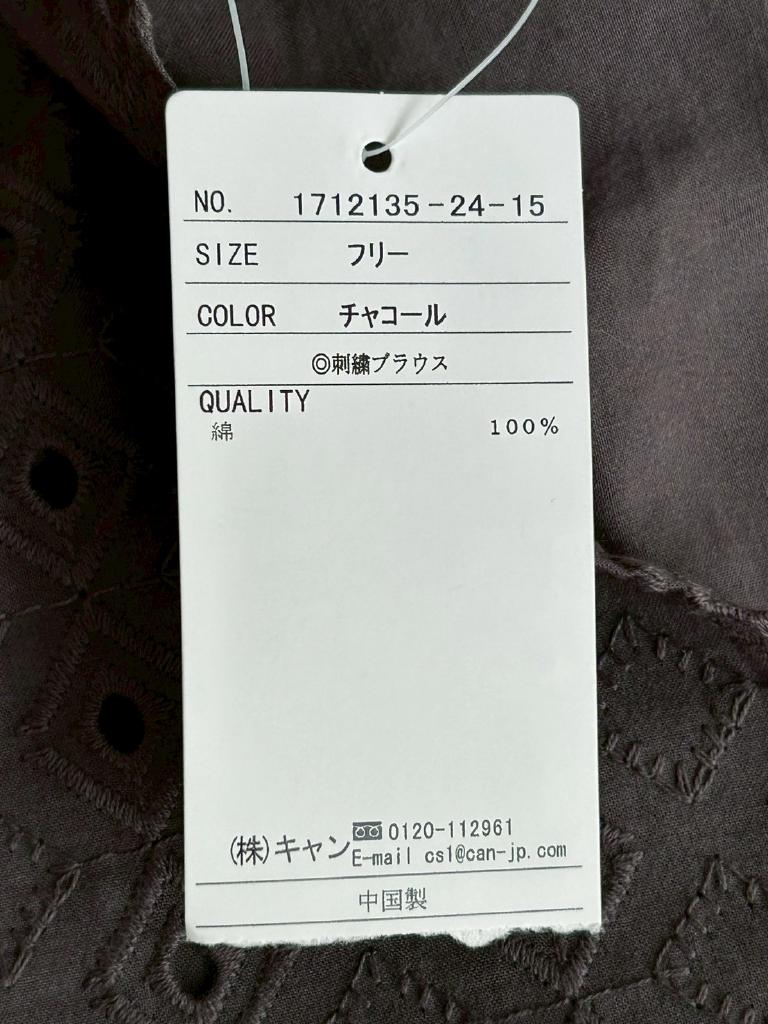 NO. 1712135-24-15
SIZE フリー
COLOR チャコール
◎刺繍ブラウス
QUALITY
綿 100%
(株)キャン 0120-112961
E-mail cs1@can-jp.com
中国製